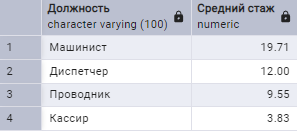 Должность
character varying (100)
Средний стаж
numeric
1 Машинист 19.71
2 Диспетчер 12.00
3 Проводник 9.55
4 Кассир 3.83